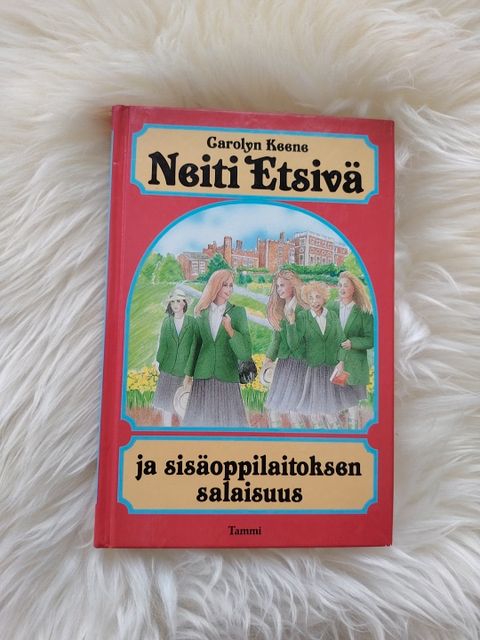 Carolyn Keene
Neiti Etsivä
ja sisäoppilaitoksen
salaisuus
Tammi